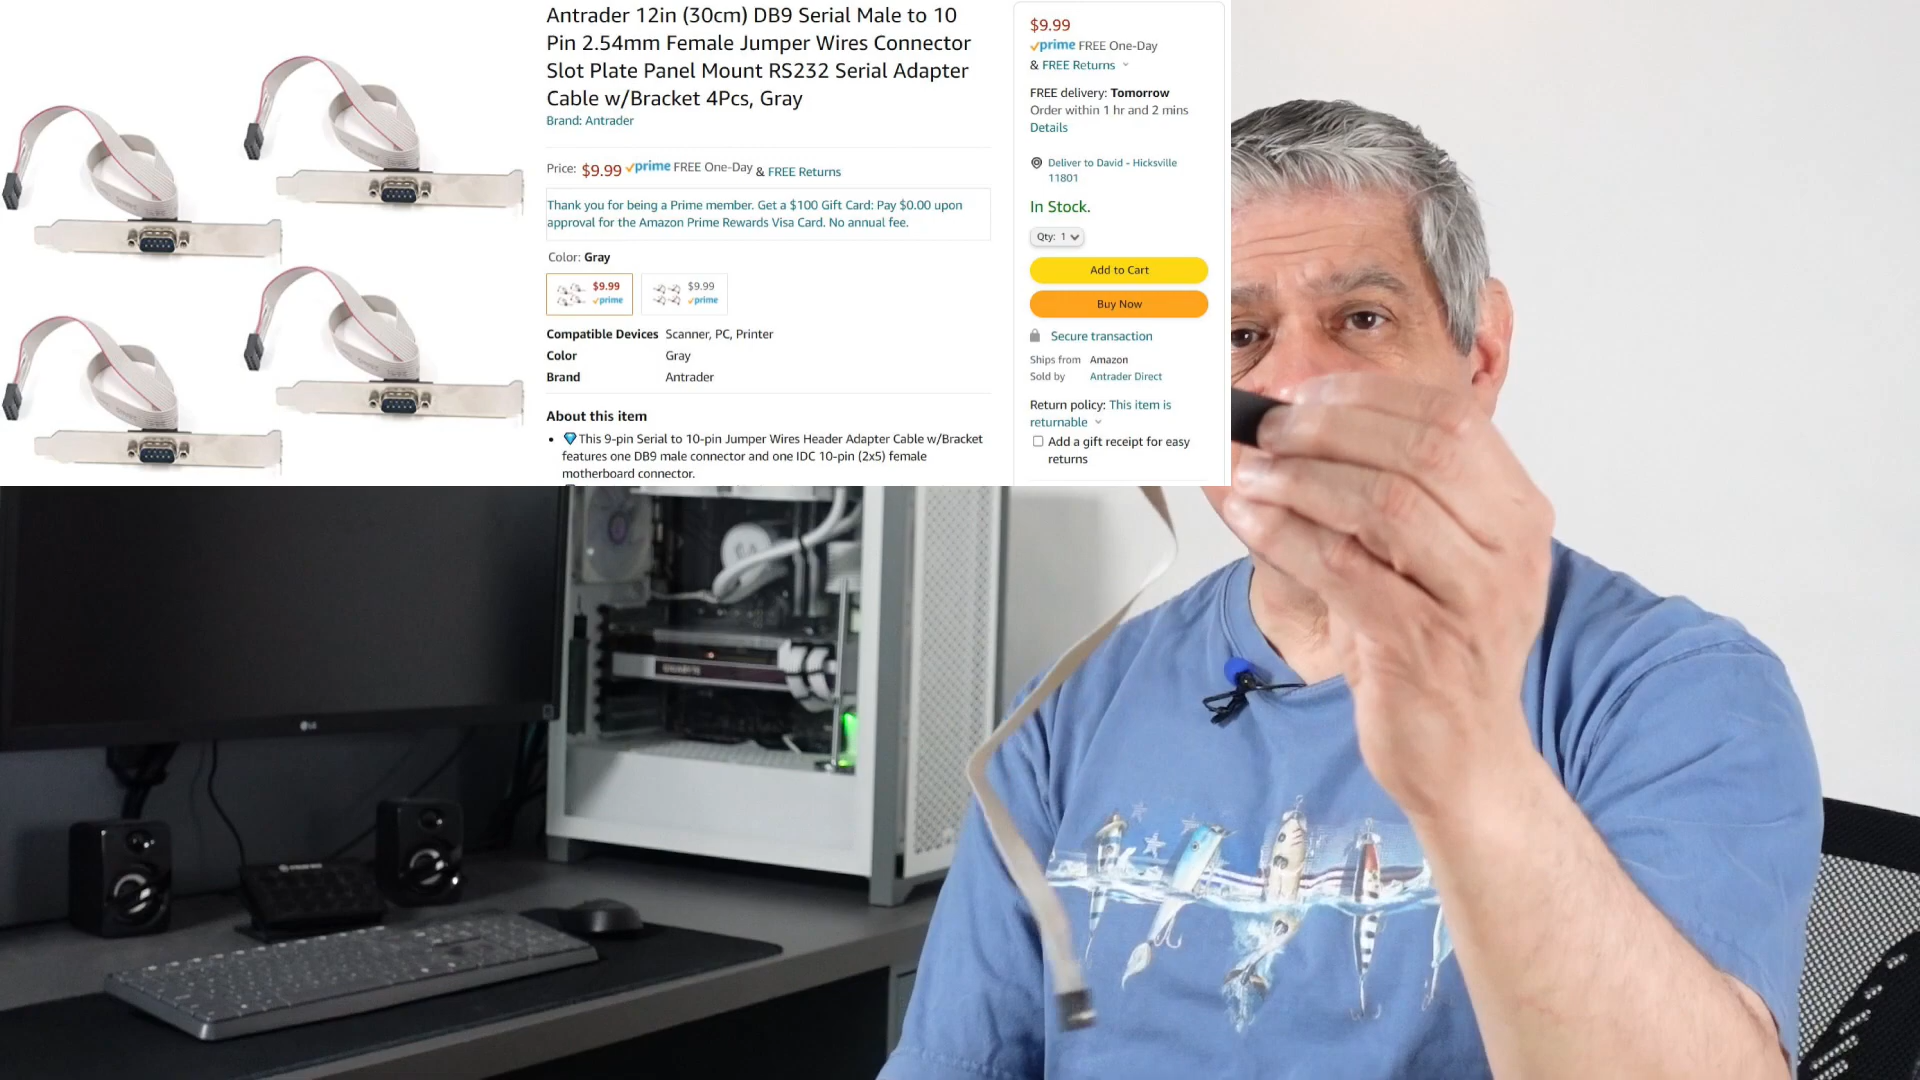 Antrader 12in (30cm) DB9 Serial Male to 10
Pin 2.54mm Female Jumper Wires Connector
Slot Plate Panel Mount RS232 Serial Adapter
Cable w/Bracket 4Pcs, Gray
Brand: Antrader
Price: $9.99 prime FREE One-Day & FREE Returns
Thank you for being a Prime member. Get a $100 Gift Card: Pay $0.00 upon
approval for the Amazon Prime Rewards Visa Card. No annual fee.
Color: Gray
$9.99
prime
$9.99
prime
Compatible Devices Scanner, PC, Printer
Color Gray
Brand Antrader
About this item
• 💎This 9-pin Serial to 10-pin Jumper Wires Header Adapter Cable w/Bracket
features one DB9 male connector and one IDC 10-pin (2x5) female
motherboard connector.
$9.99
prime FREE One-Day
& FREE Returns
FREE delivery: Tomorrow
Order within 1 hr and 2 mins
Details
Deliver to David - Hicksville
11801
In Stock.
Qty: 1
Add to Cart
Buy Now
Secure transaction
Ships from Amazon
Sold by Antrader Direct
Return policy: This item is
returnable
Add a gift receipt for easy
returns
LG